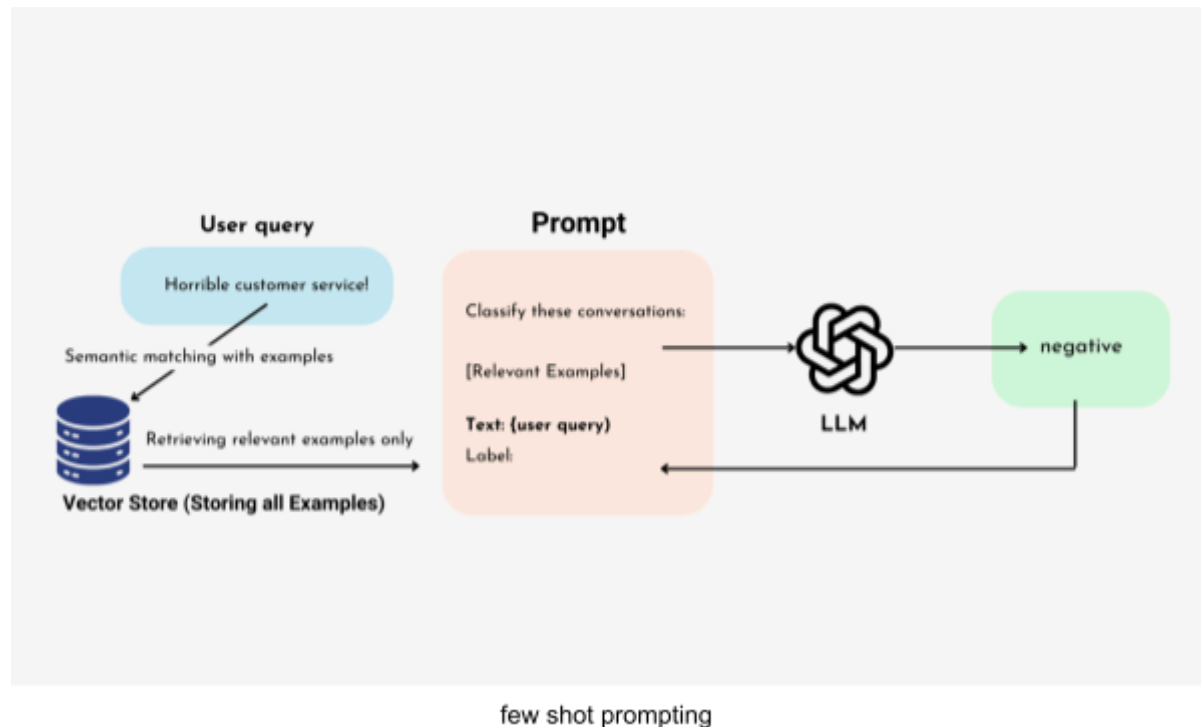 User query
Horrible customer service!
Semantic matching with examples
Retrieving relevant examples only
Vector Store (Storing all Examples)
Prompt
Classify these conversations:
[Relevant Examples]
Text: {user query)
Label:
LLM
negative
few shot prompting